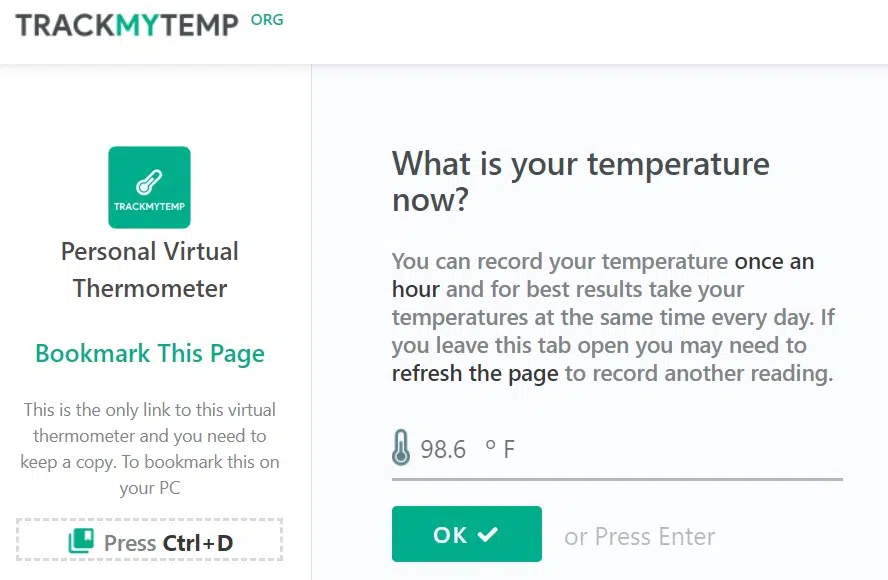 TRACKMYTEMP ORG
TRACKMYTEMP
Personal Virtual
Thermometer
Bookmark This Page
This is the only link to this virtual
thermometer and you need to
keep a copy. To bookmark this on
your PC
Press Ctrl+D
What is your temperature
now?
You can record your temperature once an
hour and for best results take your
temperatures at the same time every day. If
you leave this tab open you may need to
refresh the page to record another reading.
98.6 º F
OK
or Press Enter